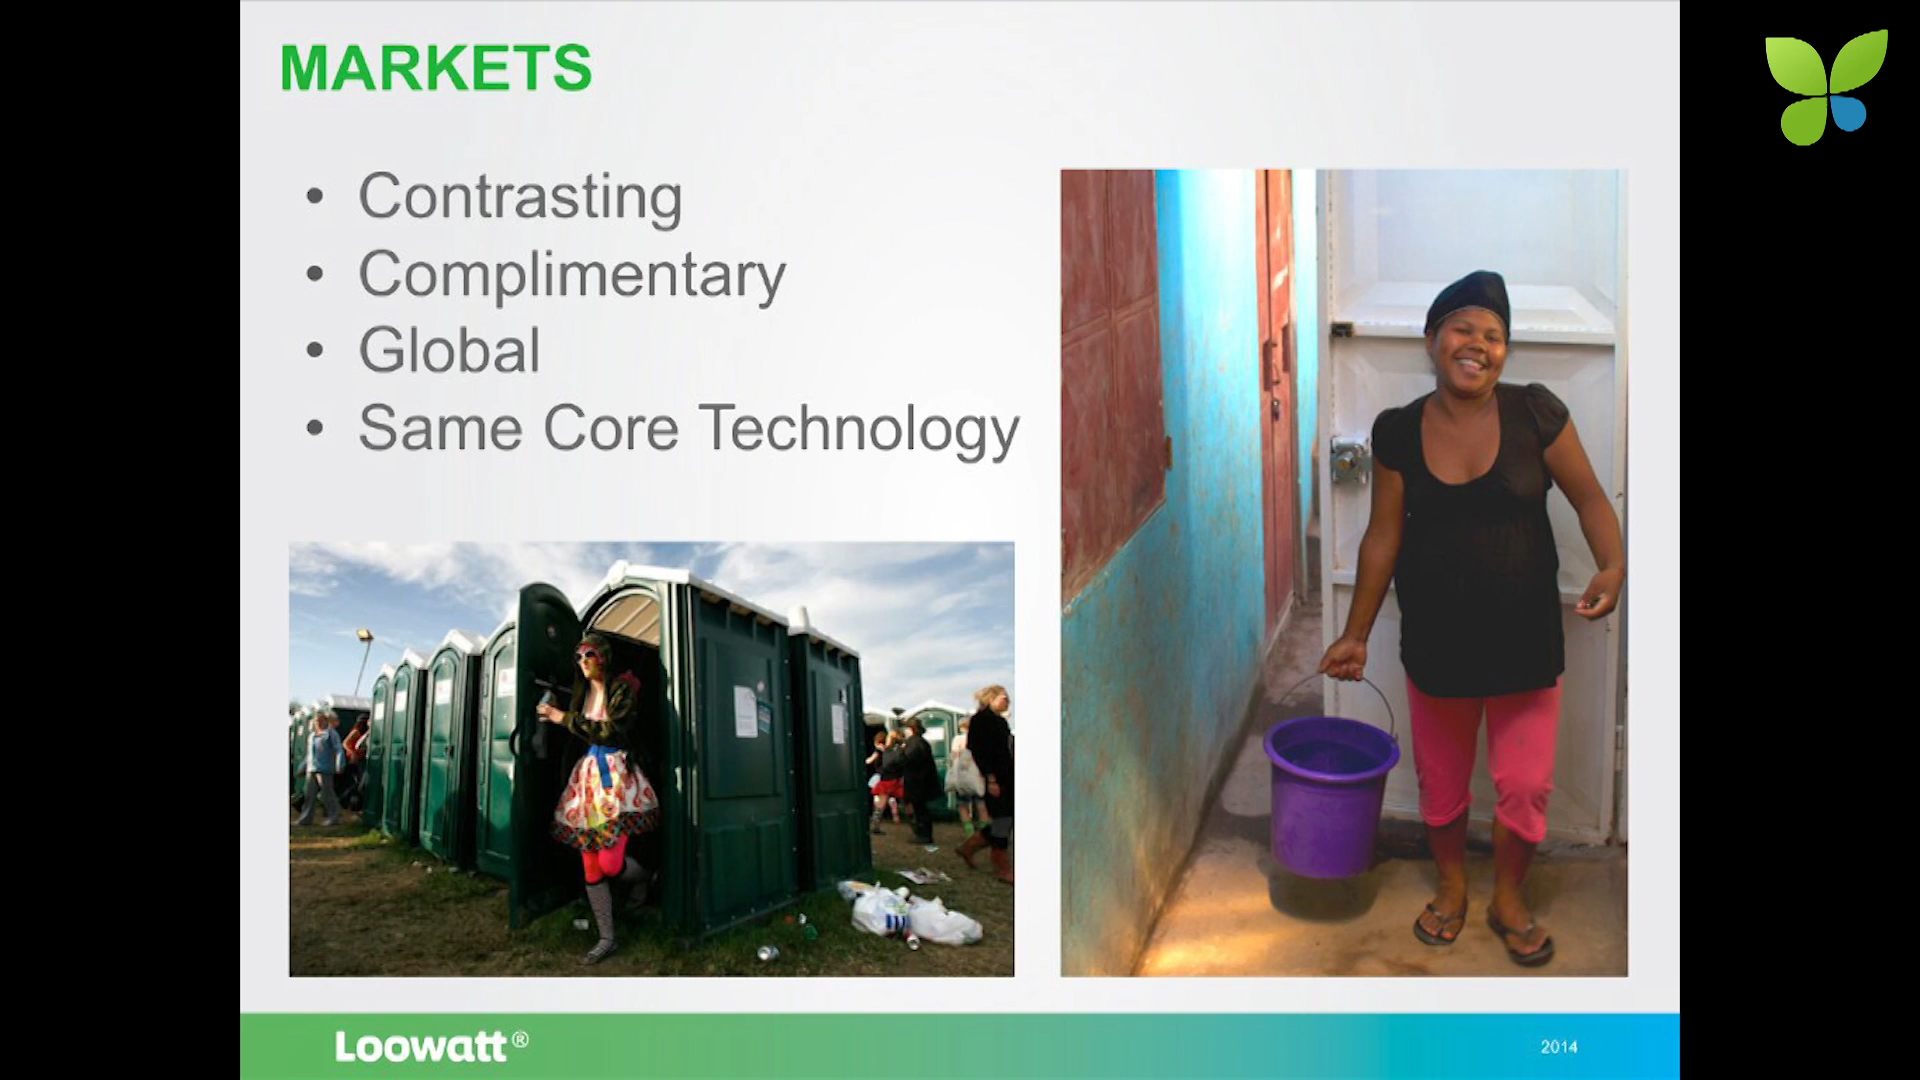 MARKETS
• Contrasting
• Complimentary
• Global
• Same Core Technology
Loowatt®
2014